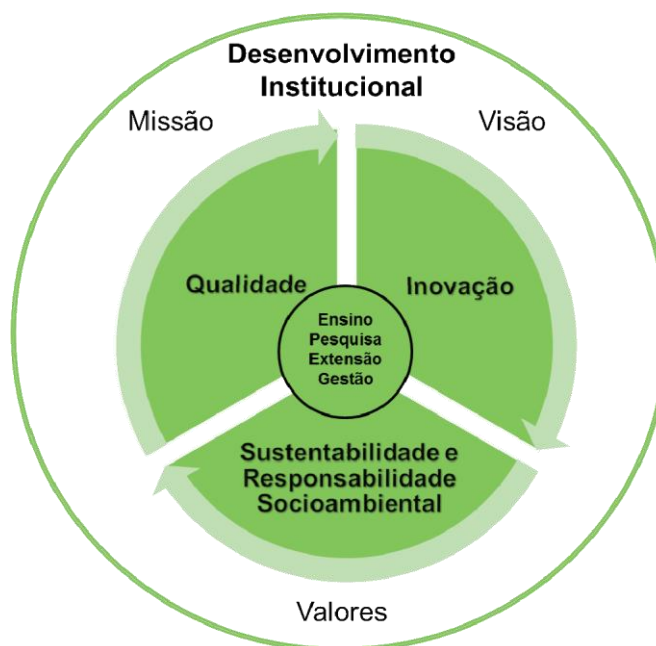 Desenvolvimento
Institucional
Missão
Visão
Qualidade
Inovação
Ensino
Pesquisa
Extensão
Gestão
Sustentabilidade e
Responsabilidade
Socioambiental
Valores